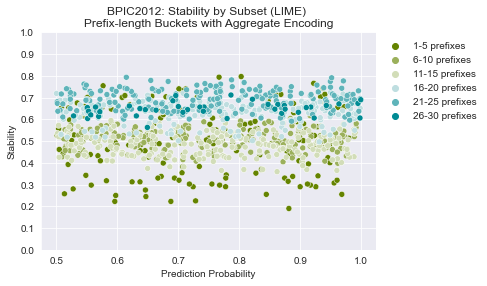 BPIC2012: Stability by Subset (LIME)
Prefix-length Buckets with Aggregate Encoding
1.0
0.9
0.8
0.7
0.6
0.5
0.4
0.3
0.2
0.1
0.0
Stability
0.5 0.6 0.7 0.8 0.9 1.0
Prediction Probability
1-5 prefixes
6-10 prefixes
11-15 prefixes
16-20 prefixes
21-25 prefixes
26-30 prefixes